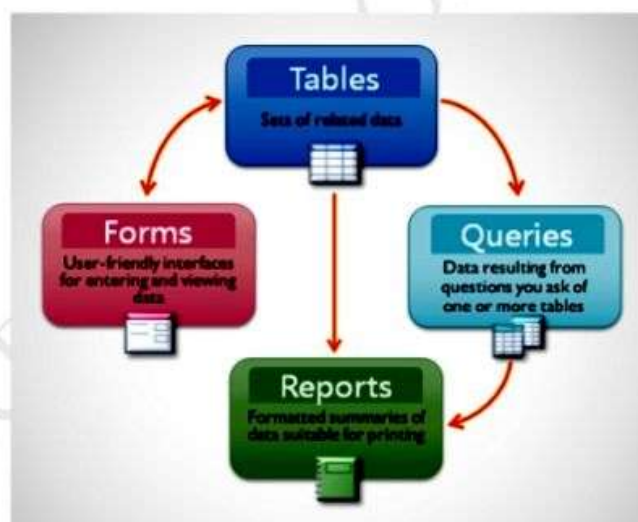 Tables
Sets of related data
Forms
User-friendly interfaces
for entering and viewing
data
Queries
Data resulting from
questions you ask of
one or more tables
Reports
Formatted summaries of
data suitable for printing